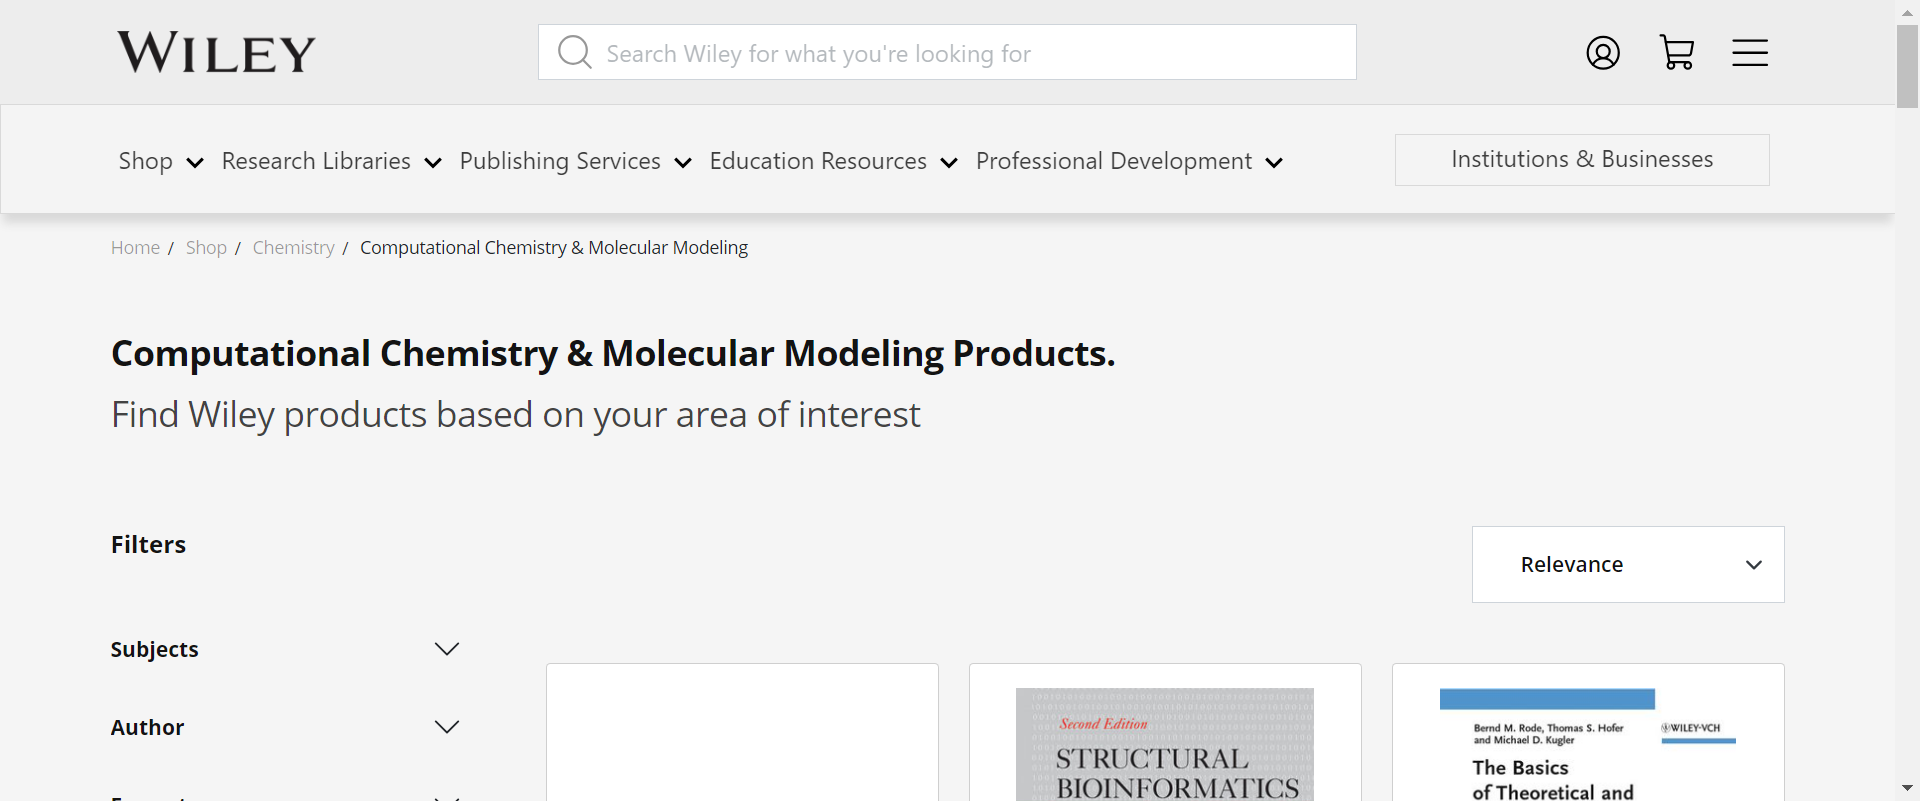 WILEY
Search Wiley for what you're looking for
Shop
Research Libraries
Publishing Services
Education Resources
Professional Development
Institutions & Businesses
Home / Shop / Chemistry / Computational Chemistry & Molecular Modeling
Computational Chemistry & Molecular Modeling Products.
Find Wiley products based on your area of interest
Filters
Relevance
Subjects
Author
Second Edition
STRUCTURAL
BIOINFORMATICS
Bernd M. Rode, Thomas S. Hofer
and Michael D. Kugler
WILEY-VCH
The Basics
of Theoretical and